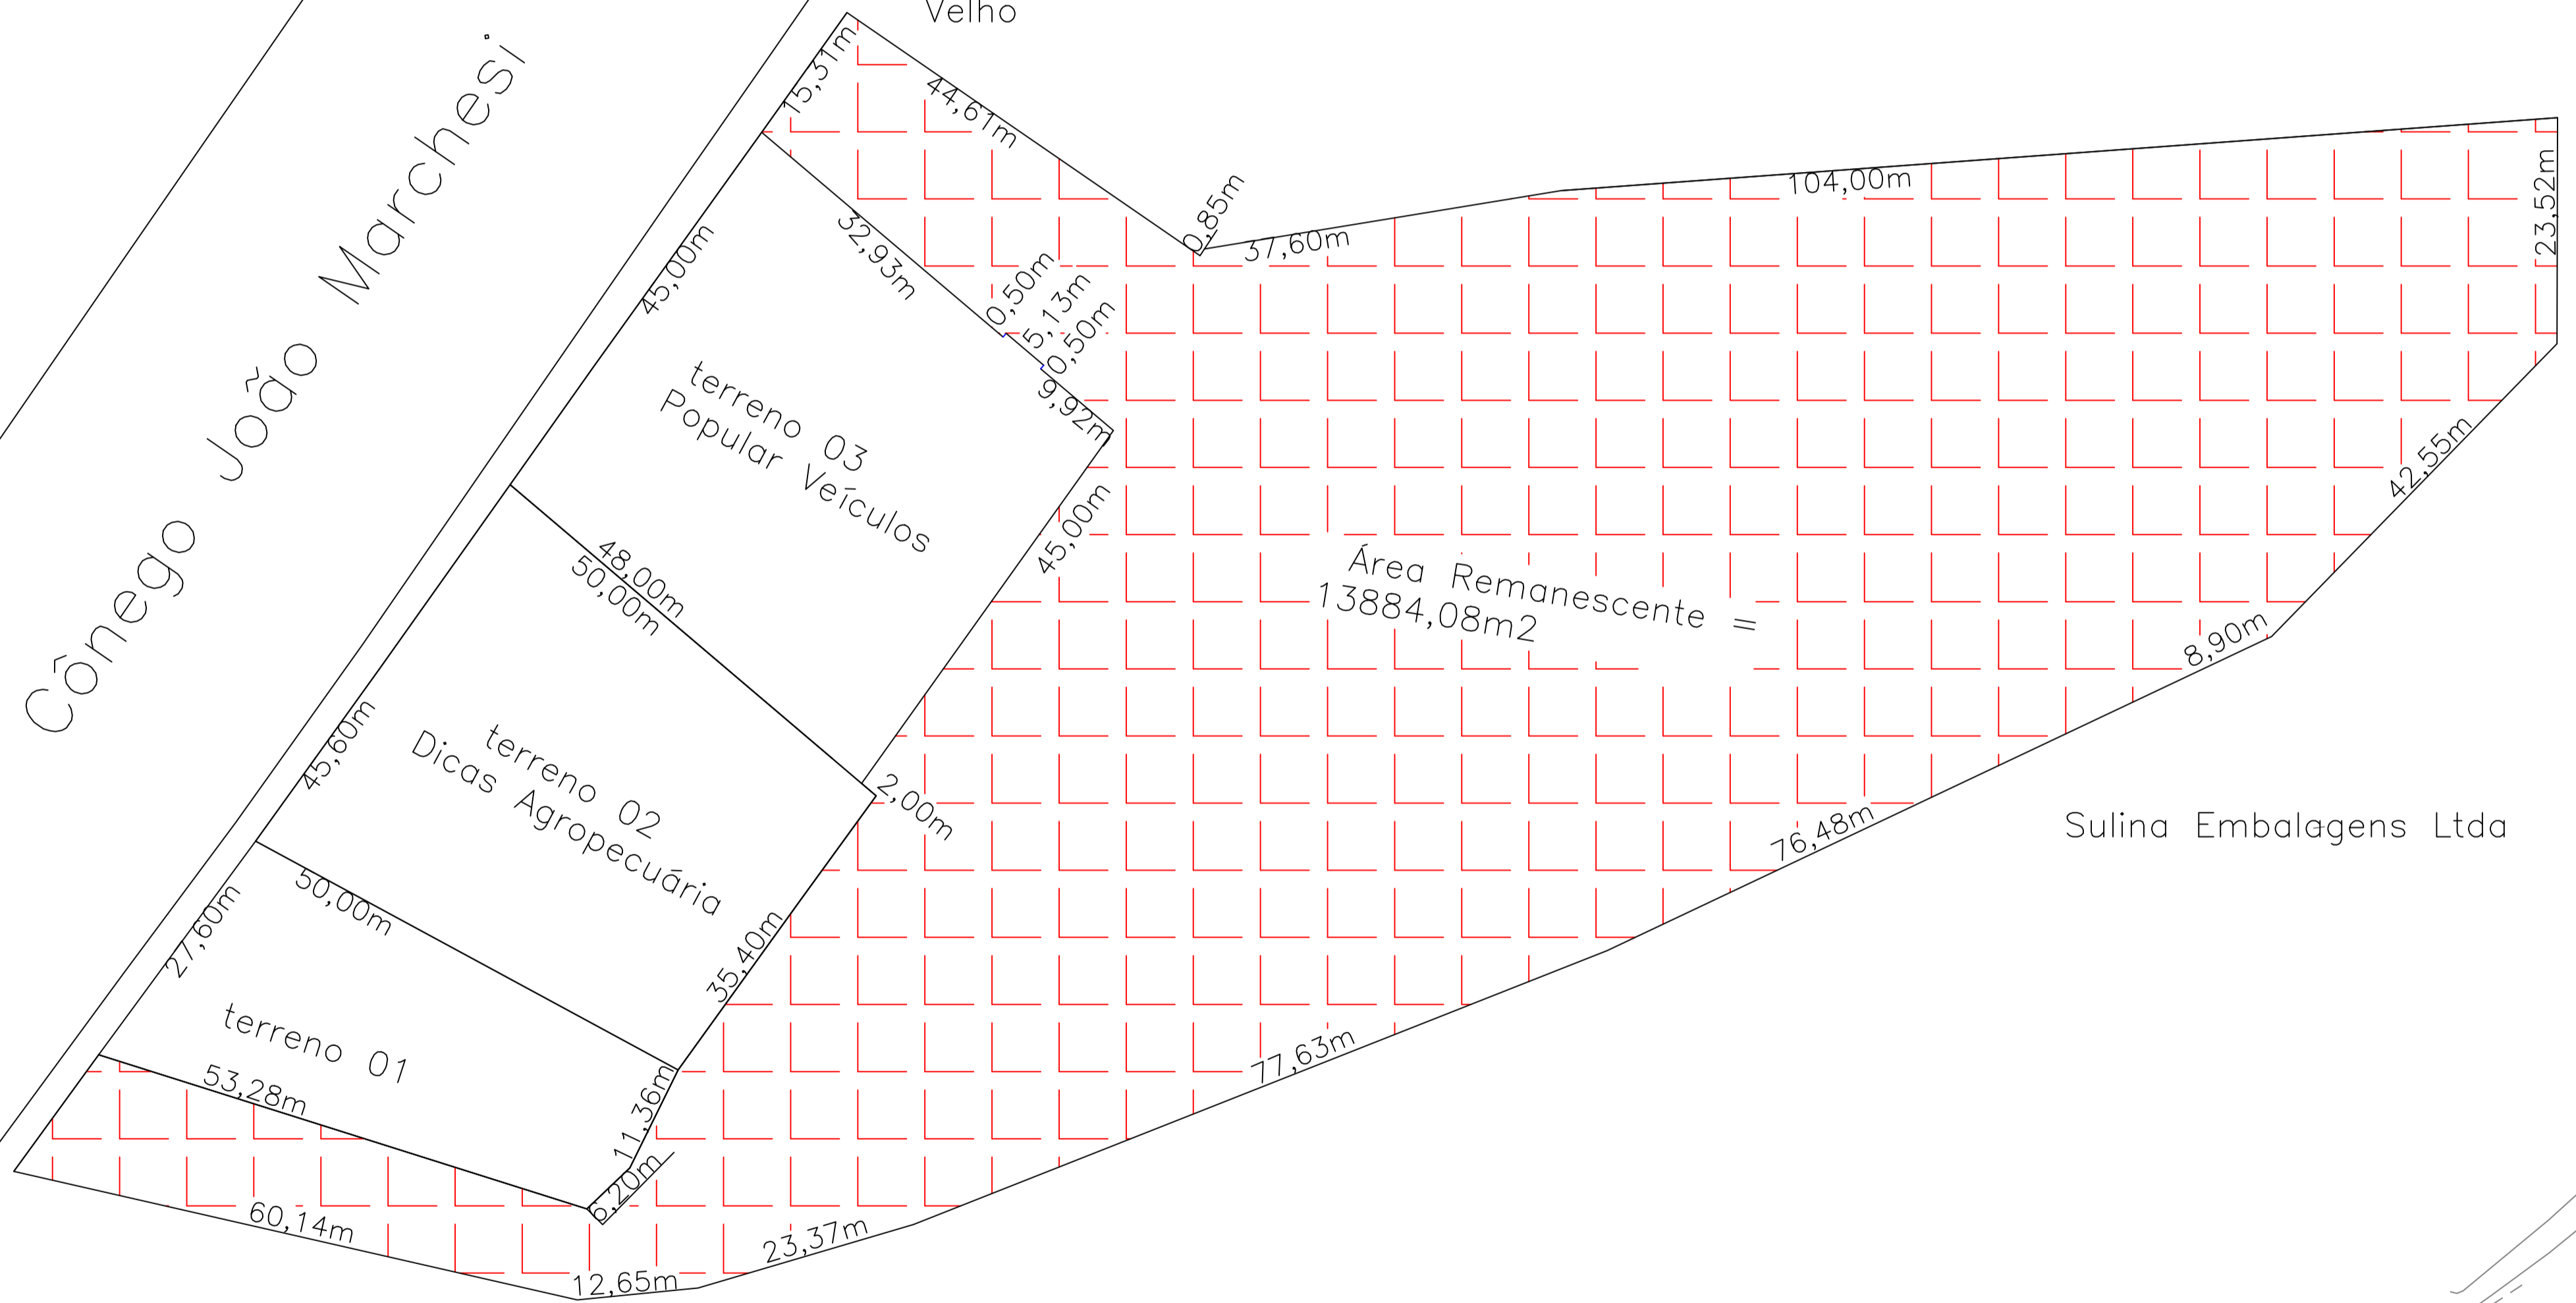 Velho
Cônego João Marchesi
15,31m
44,61m
0,85m
37,60m
104,00m
23,52m
42,55m
8,90m
76,48m
77,63m
23,37m
12,65m
60,14m
45,00m
32,93m
0,50m
5,13m
0,50m
9,92m
terreno 03
Popular Veículos
45,00m
48,00m
50,00m
2,00m
45,60m
terreno 02
Dicas Agropecuária
35,40m
50,00m
27,60m
terreno 01
11,36m
6,20m
53,28m
Área Remanescente =
13884,08m2
Sulina Embalagens Ltda